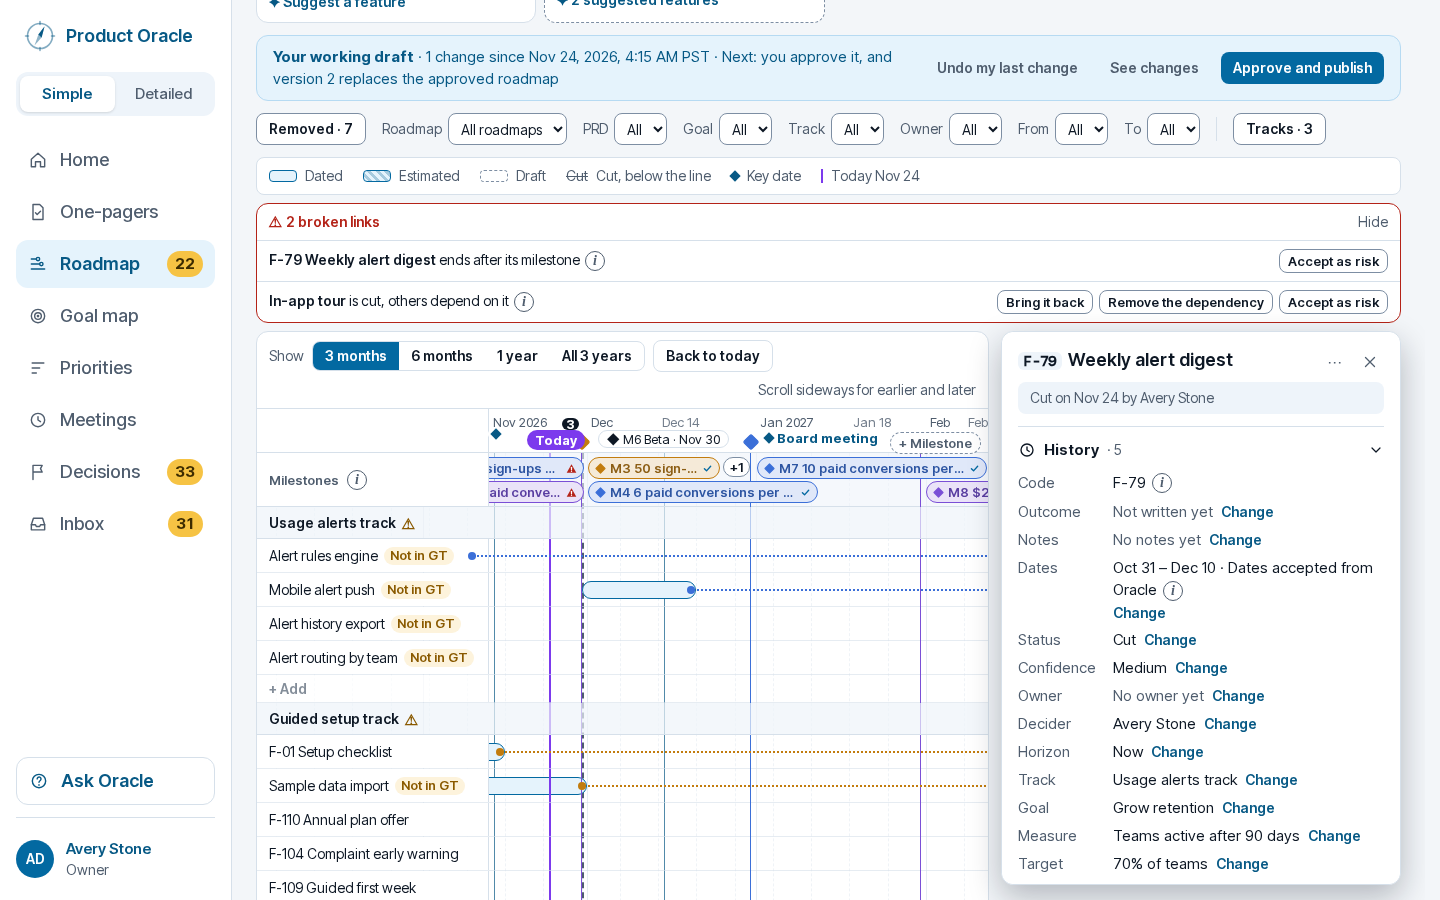 Product Oracle
Simple
Detailed
Home
One-pagers
Roadmap 22
Goal map
Priorities
Meetings
Decisions 33
Inbox 31
Ask Oracle
AD
Avery Stone
Owner
Suggest a feature
2 suggested features
Your working draft · 1 change since Nov 24, 2026, 4:15 AM PST · Next: you approve it, and
version 2 replaces the approved roadmap
Undo my last change
See changes
Approve and publish
Removed · 7
Roadmap All roadmaps
PRD All
Goal All
Track All
Owner All
From All
To All
Tracks · 3
Dated
Estimated
Draft
Cut Cut, below the line
Key date
Today Nov 24
2 broken links
Hide
F-79 Weekly alert digest ends after its milestone i
Accept as risk
In-app tour is cut, others depend on it i
Bring it back
Remove the dependency
Accept as risk
Show
3 months
6 months
1 year
All 3 years
Back to today
Scroll sideways for earlier and later
Nov 2026
3
Dec
Dec 14
Jan 2027
Jan 18
Feb
Feb
Today
M6 Beta · Nov 30
Board meeting
+ Milestone
Milestones i
sign-ups ...
M3 50 sign-...
+1
M7 10 paid conversions per...
aid conve...
M4 6 paid conversions per ...
M8 $2
Usage alerts track
Alert rules engine Not in GT
Mobile alert push Not in GT
Alert history export Not in GT
Alert routing by team Not in GT
+ Add
Guided setup track
F-01 Setup checklist
Sample data import Not in GT
F-110 Annual plan offer
F-104 Complaint early warning
F-109 Guided first week
F-79 Weekly alert digest
...
Cut on Nov 24 by Avery Stone
History · 5
Code F-79 i
Outcome Not written yet Change
Notes No notes yet Change
Dates Oct 31 – Dec 10 · Dates accepted from
Oracle i
Change
Status Cut Change
Confidence Medium Change
Owner No owner yet Change
Decider Avery Stone Change
Horizon Now Change
Track Usage alerts track Change
Goal Grow retention Change
Measure Teams active after 90 days Change
Target 70% of teams Change